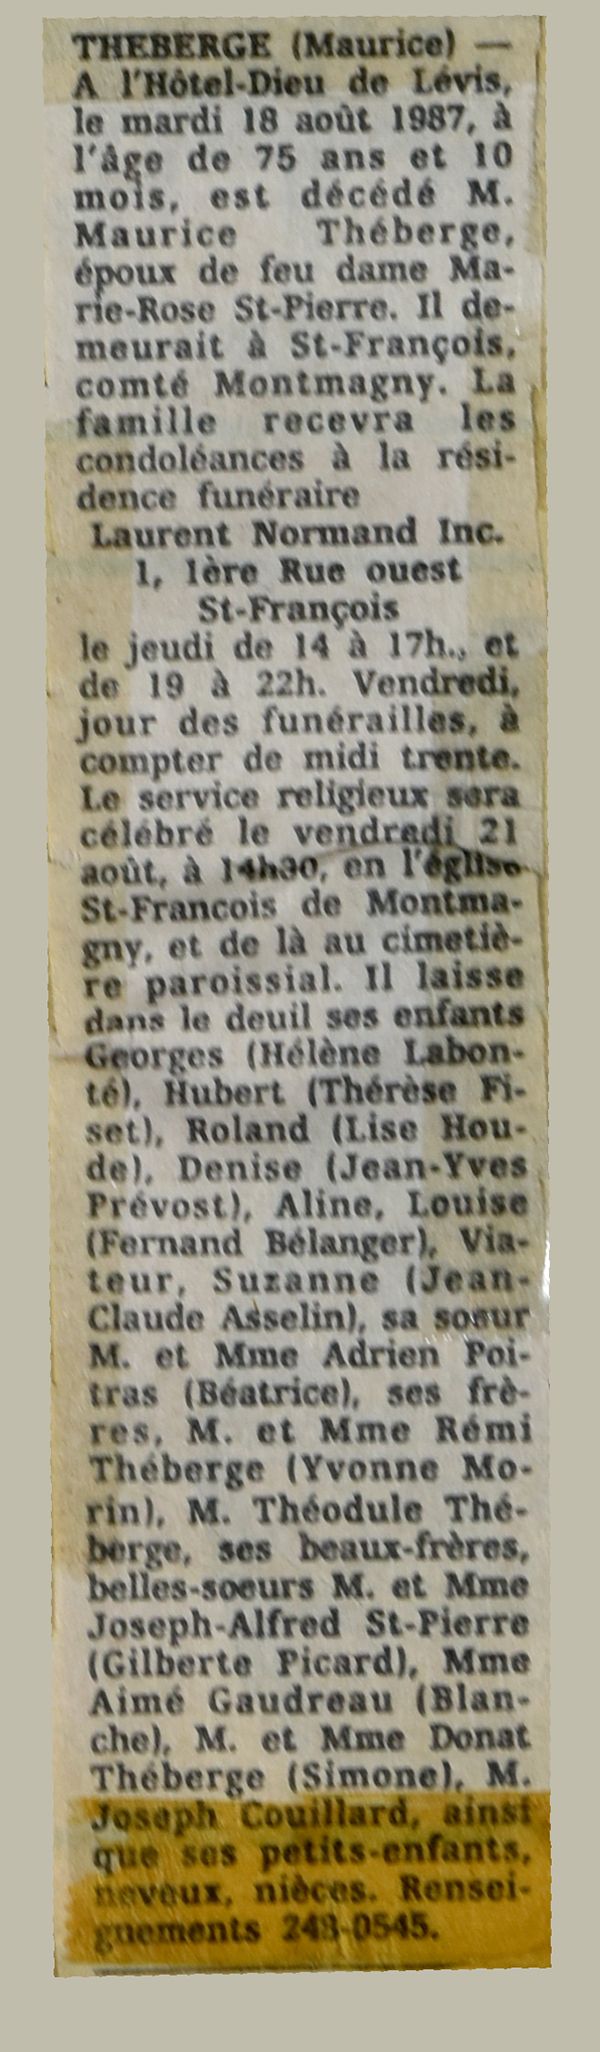 THEBERGE (Maurice) —
A l'Hôtel-Dieu de Lévis,
le mardi 18 août 1987, à
l'âge de 75 ans et 10
mois, est décédé M.
Maurice Théberge,
époux de feu dame Ma-
rie-Rose St-Pierre. Il de-
meurait à St-François,
comté Montmagny. La
famille recevra les
condoléances à la rési-
dence funéraire
Laurent Normand Inc.
1, 1ère Rue ouest
St-François
le jeudi de 14 à 17h., et
de 19 à 22h. Vendredi,
jour des funérailles, à
compter de midi trente.
Le service religieux sera
célébré le vendredi 21
août, à 14h30, en l'église
St-Francois de Montma-
gny, et de là au cimetiè-
re paroissial. Il laisse
dans le deuil ses enfants
Georges (Hélène Labon-
té), Hubert (Thérèse Fi-
set), Roland (Lise Hou-
de), Denise (Jean-Yves
Prévost), Aline, Louise
(Fernand Bélanger), Via-
teur, Suzanne (Jean-
Claude Asselin), sa soeur
M. et Mme Adrien Poi-
tras (Béatrice), ses frè-
res, M. et Mme Rémi
Théberge (Yvonne Mo-
rin), M. Théodule Thé-
berge, ses beaux-frères,
belles-soeurs M. et Mme
Joseph-Alfred St-Pierre
(Gilberte Picard), Mme
Aimé Gaudreau (Blan-
che), M. et Mme Donat
Théberge (Simone), M.
Joseph Couillard, ainsi
que ses petits-enfants,
neveux, nièces. Rensei-
gnements 248-0545.